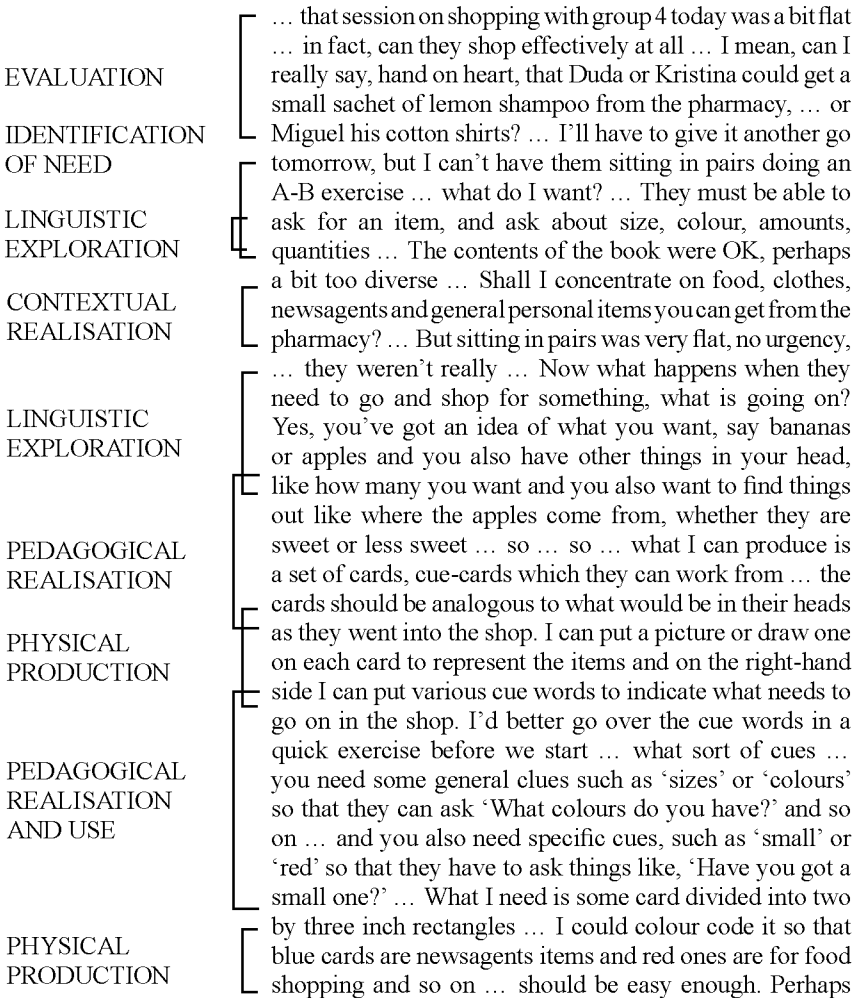 … that session on shopping with group 4 today was a bit flat
… in fact, can they shop effectively at all … I mean, can I
EVALUATION
really say, hand on heart, that Duda or Kristina could get a
small sachet of lemon shampoo from the pharmacy, … or
IDENTIFICATION
OF NEED
Miguel his cotton shirts? … I’ll have to give it another go
tomorrow, but I can’t have them sitting in pairs doing an
A-B exercise … what do I want? … They must be able to
LINGUISTIC
EXPLORATION
ask for an item, and ask about size, colour, amounts,
quantities … The contents of the book were OK, perhaps
a bit too diverse … Shall I concentrate on food, clothes,
CONTEXTUAL
REALISATION
newsagents and general personal items you can get from the
pharmacy? … But sitting in pairs was very flat, no urgency,
… they weren’t really … Now what happens when they
need to go and shop for something, what is going on?
LINGUISTIC
EXPLORATION
Yes, you’ve got an idea of what you want, say bananas
or apples and you also have other things in your head,
like how many you want and you also want to find things
out like where the apples come from, whether they are
PEDAGOGICAL
REALISATION
sweet or less sweet … so … so … what I can produce is
a set of cards, cue-cards which they can work from … the
cards should be analogous to what would be in their heads
PHYSICAL
PRODUCTION
as they went into the shop. I can put a picture or draw one
on each card to represent the items and on the right-hand
side I can put various cue words to indicate what needs to
go on in the shop. I’d better go over the cue words in a
quick exercise before we start … what sort of cues …
PEDAGOGICAL
REALISATION
AND USE
you need some general clues such as ‘sizes’ or ‘colours’
so that they can ask ‘What colours do you have?’ and so
on … and you also need specific cues, such as ‘small’ or
‘red’ so that they have to ask things like, ‘Have you got a
small one?’ … What I need is some card divided into two
by three inch rectangles … I could colour code it so that
PHYSICAL
PRODUCTION
blue cards are newsagents items and red ones are for food
shopping and so on … should be easy enough. Perhaps